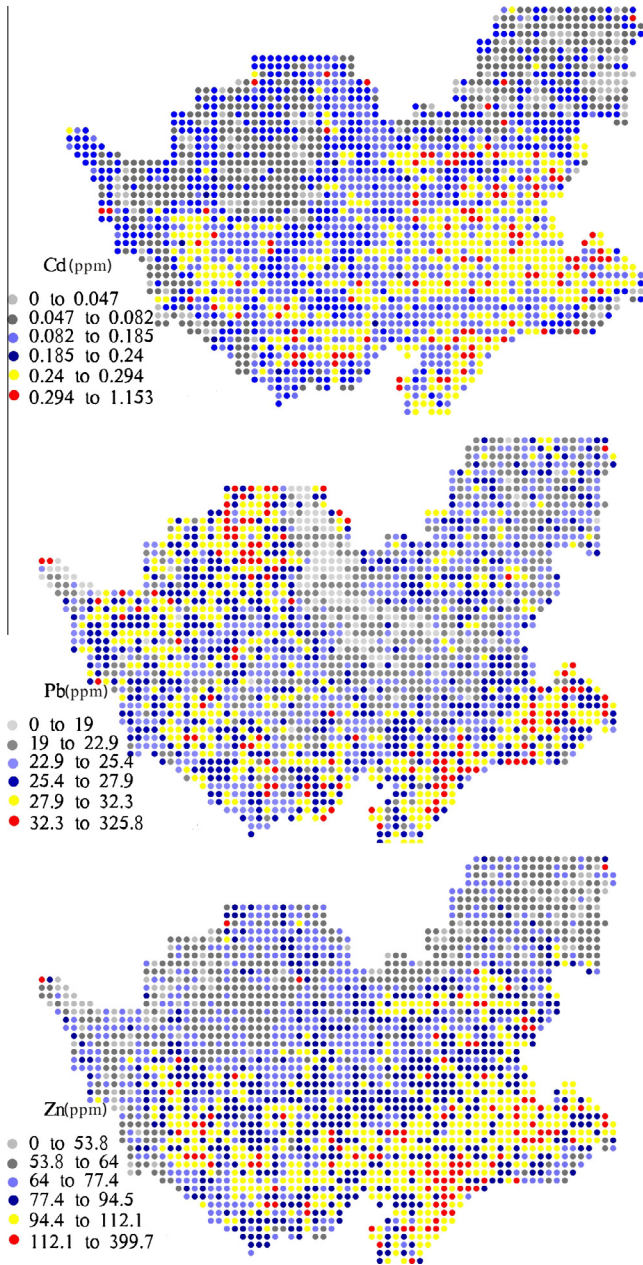 Cd(ppm)
0 to 0.047
0.047 to 0.082
0.082 to 0.185
0.185 to 0.24
0.24 to 0.294
0.294 to 1.153
Pb(ppm)
0 to 19
19 to 22.9
22.9 to 25.4
25.4 to 27.9
27.9 to 32.3
32.3 to 325.8
Zn(ppm)
0 to 53.8
53.8 to 64
64 to 77.4
77.4 to 94.5
94.4 to 112.1
112.1 to 399.7